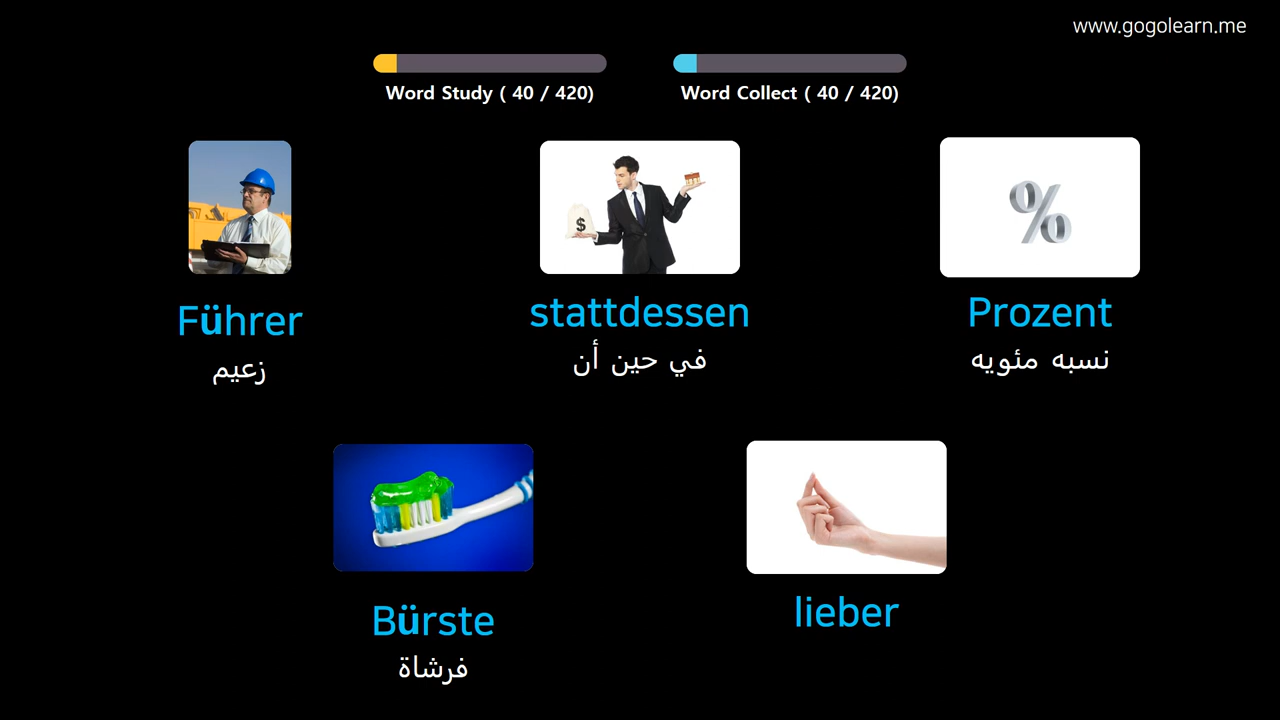 www.gogolearn.me
Word Study ( 40 / 420)
Word Collect ( 40 / 420)
Führer
زعيم
stattdessen
في حين أن
Prozent
نسبه مئويه
%
$
Bürste
فرشاة
lieber